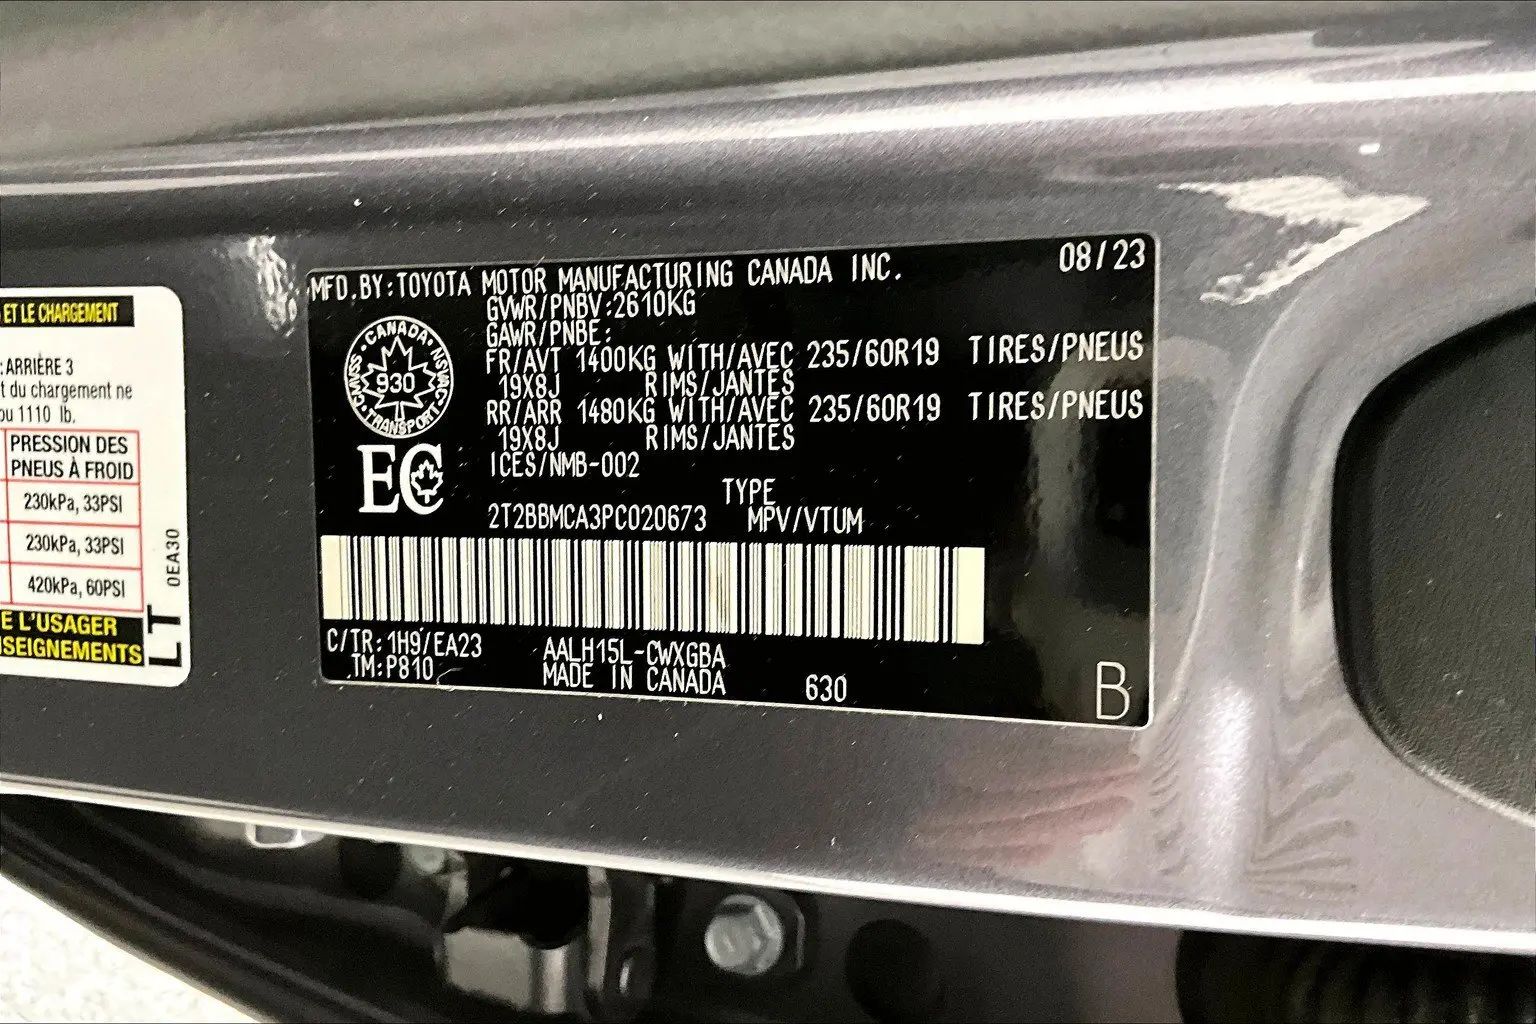 ET LE CHARGEMENT
: ARRIÈRE 3
t du chargement ne
ou 1110 lb.
PRESSION DES
PNEUS À FROID
230kPa, 33PSI
230kPa, 33PSI
420kPa, 60PSI
E L'USAGER
SEIGNEMENTS
0EA30
LT
MFD.BY:TOYOTA MOTOR MANUFACTURING CANADA INC. 08/23
GVWR/PNBV:2610KG
GAWR/PNBE:
FR/AVT 1400KG WITH/AVEC 235/60R19 TIRES/PNEUS
19X8J RIMS/JANTES
RR/ARR 1480KG WITH/AVEC 235/60R19 TIRES/PNEUS
19X8J RIMS/JANTES
ICES/NMB-002
TYPE
2T2BBMCA3PC020673 MPV/VTUM
CANADA
930
TRANSPORT
EC
C/TR:1H9/EA23 AALH15L-CWXGBA
TM:P810 MADE IN CANADA 630
B